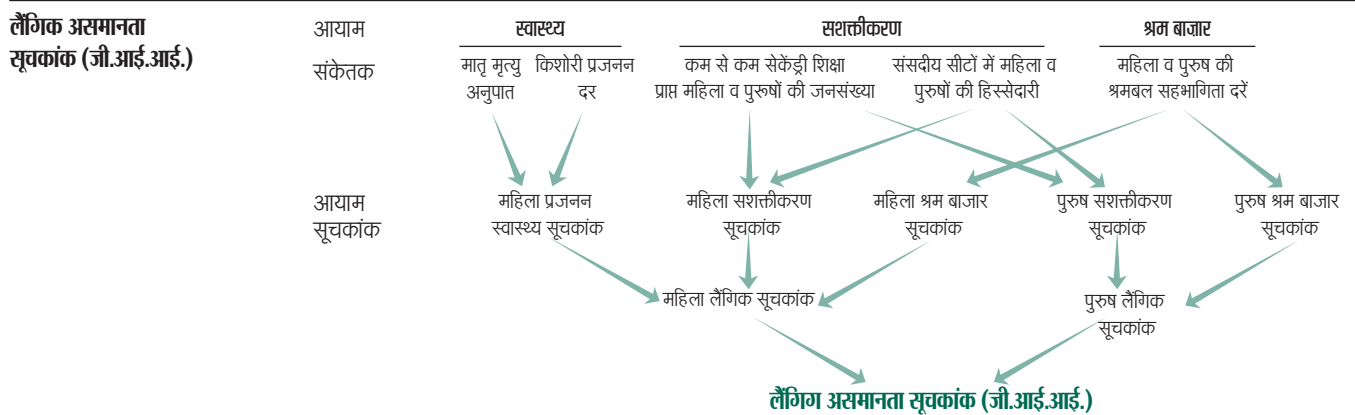 लैंगिक असमानता
सूचकांक (जी.आई.आई.)
आयाम
स्वास्थ्य
सशक्तीकरण
श्रम बाज़ार
संकेतक
मातृ मृत्यु
अनुपात
किशोरी प्रजनन
दर
कम से कम सेकेंड्री शिक्षा
प्राप्त महिला व पुरूषों की जनसंख्या
संसदीय सीटों में महिला व
पुरुषों की हिस्सेदारी
महिला व पुरुष की
श्रमबल सहभागिता दरें
आयाम
सूचकांक
महिला प्रजनन
स्वास्थ्य सूचकांक
महिला सशक्तीकरण
सूचकांक
महिला श्रम बाजार
सूचकांक
पुरुष सशक्तीकरण
सूचकांक
पुरुष श्रम बाजार
सूचकांक
महिला लैंगिक सूचकांक
पुरुष लैंगिक
सूचकांक
लैंगिग असमानता सूचकांक (जी.आई.आई.)